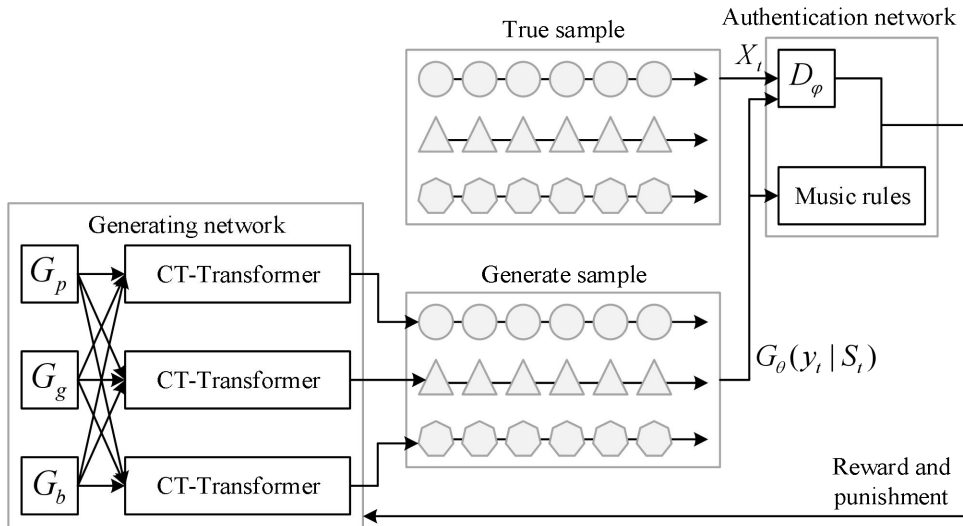 Authentication network
True sample
X_t
D_φ
Music rules
Generating network
G_p
CT-Transformer
Generate sample
G_g
CT-Transformer
G_θ(y_t | S_t)
G_b
CT-Transformer
Reward and
punishment